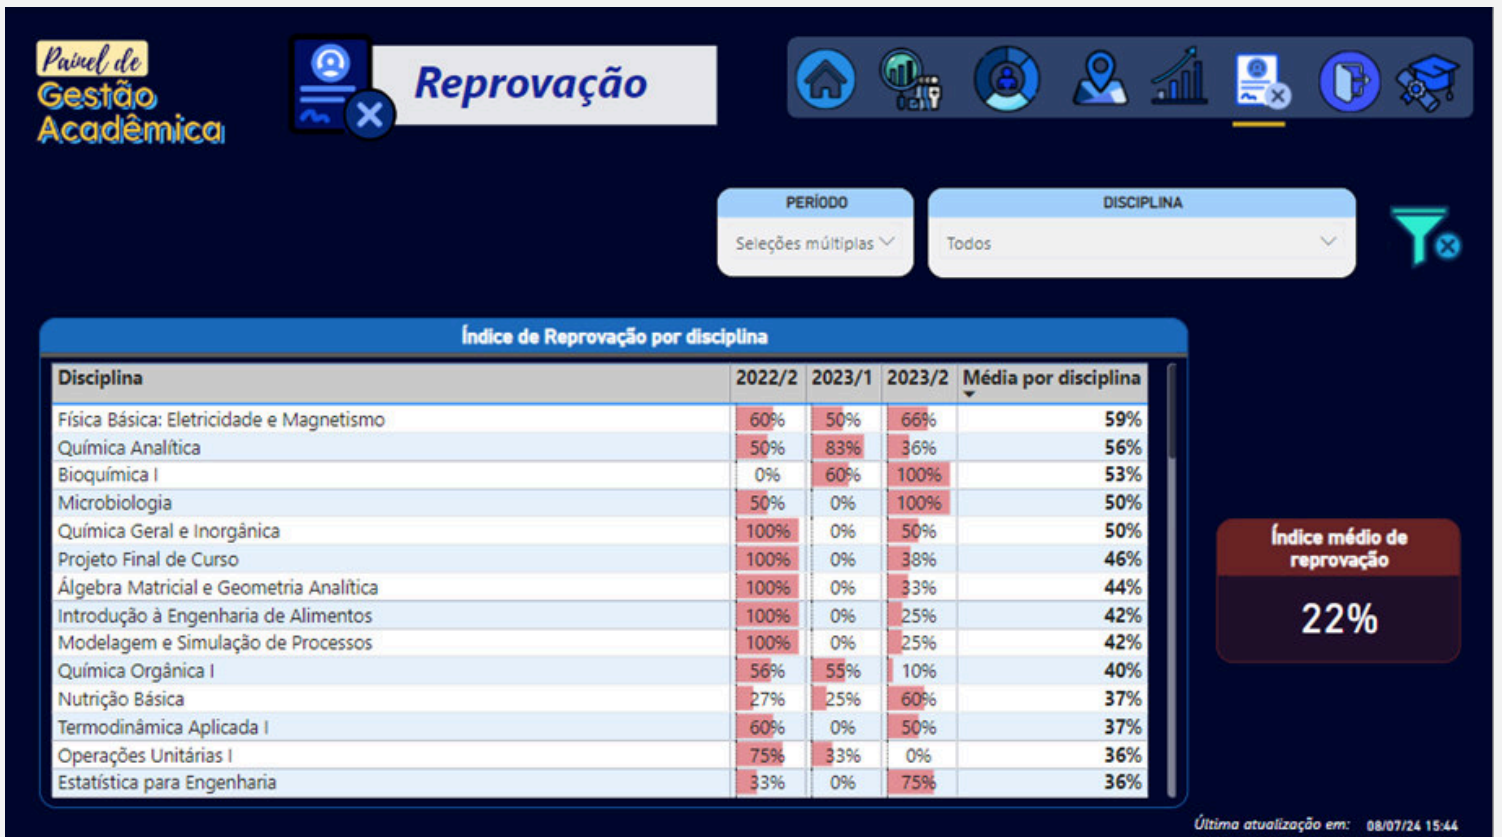 Painel de
Gestão
Acadêmica
Reprovação
PERÍODO
Seleções múltiplas
DISCIPLINA
Todos
Índice de Reprovação por disciplina
Disciplina 2022/2 2023/1 2023/2 Média por disciplina
Física Básica: Eletricidade e Magnetismo 60% 50% 66% 59%
Química Analítica 50% 83% 36% 56%
Bioquímica I 0% 60% 100% 53%
Microbiologia 50% 0% 100% 50%
Química Geral e Inorgânica 100% 0% 50% 50%
Projeto Final de Curso 100% 0% 38% 46%
Álgebra Matricial e Geometria Analítica 100% 0% 33% 44%
Introdução à Engenharia de Alimentos 100% 0% 25% 42%
Modelagem e Simulação de Processos 100% 0% 25% 42%
Química Orgânica I 56% 55% 10% 40%
Nutrição Básica 27% 25% 60% 37%
Termodinâmica Aplicada I 60% 0% 50% 37%
Operações Unitárias I 75% 33% 0% 36%
Estatística para Engenharia 33% 0% 75% 36%
Índice médio de
reprovação
22%
Última atualização em: 08/07/24 15:44